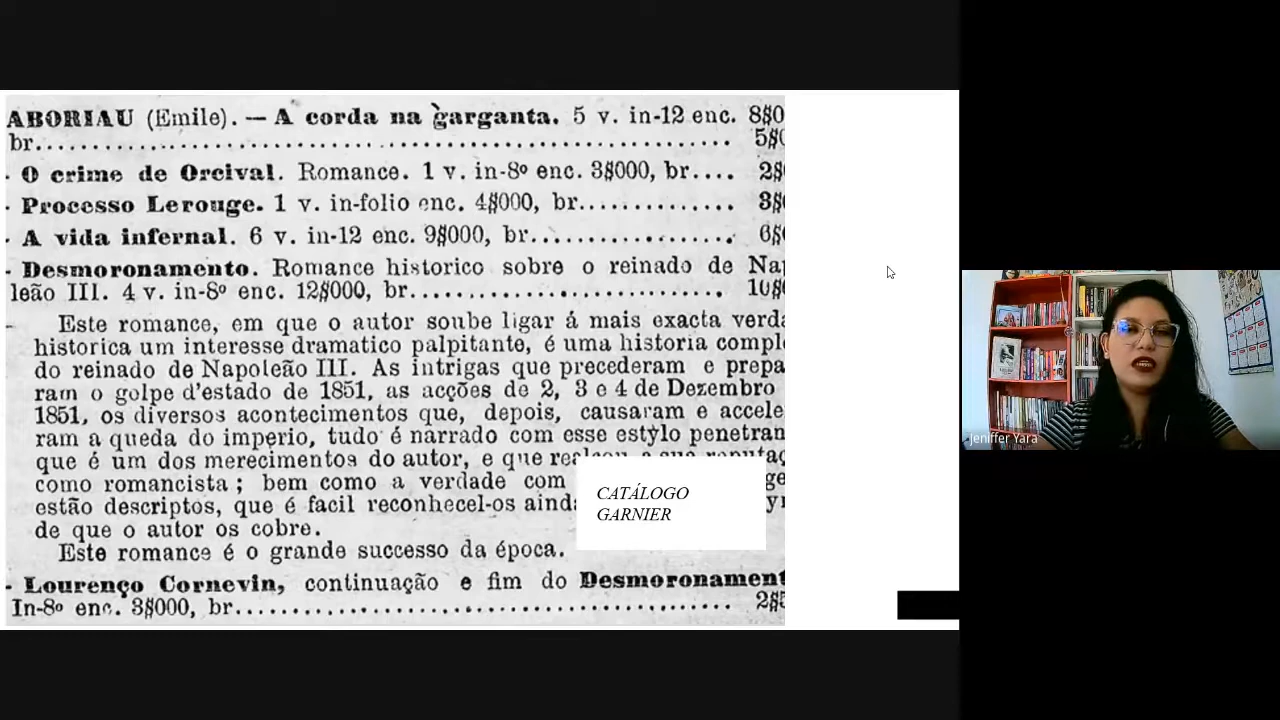 ABORIAU (Emile). — A corda na garganta. 5 v. in-12 enc. 8$0
br. 5$0
- O crime de Orcival. Romance. 1 v. in-8º enc. 3$000, br.... 2$
- Processo Lerouge. 1 v. in-folio enc. 4$000, br. 3$
- A vida infernal. 6 v. in-12 enc. 9$000, br. 6$
- Desmoronamento. Romance historico sobre o reinado de Nap
leão III. 4 v. in-8º enc. 12$000, br. 10$
Este romance, em que o autor soube ligar á mais exacta verda
historica um interesse dramatico palpitante, é uma historia compl
do reinado de Napoleão III. As intrigas que precederam e prepa
ram o golpe d'estado de 1851, as acções de 2, 3 e 4 de Dezembro
1851, os diversos acontecimentos que, depois, causaram e accele
ram a queda do imperio, tudo é narrado com esse estylo penetran
que é um dos merecimentos do autor, e que
como romancista ; bem como a verdade com
estão descriptos, que é facil reconhecel-os
de que o autor os cobre.
Este romance é o grande successo da época.
- Lourenço Cornevin, continuação e fim do Desmoronament
In-8º enc. 3$000, br. 2$5
CATÁLOGO
GARNIER
Jeniffer Yara